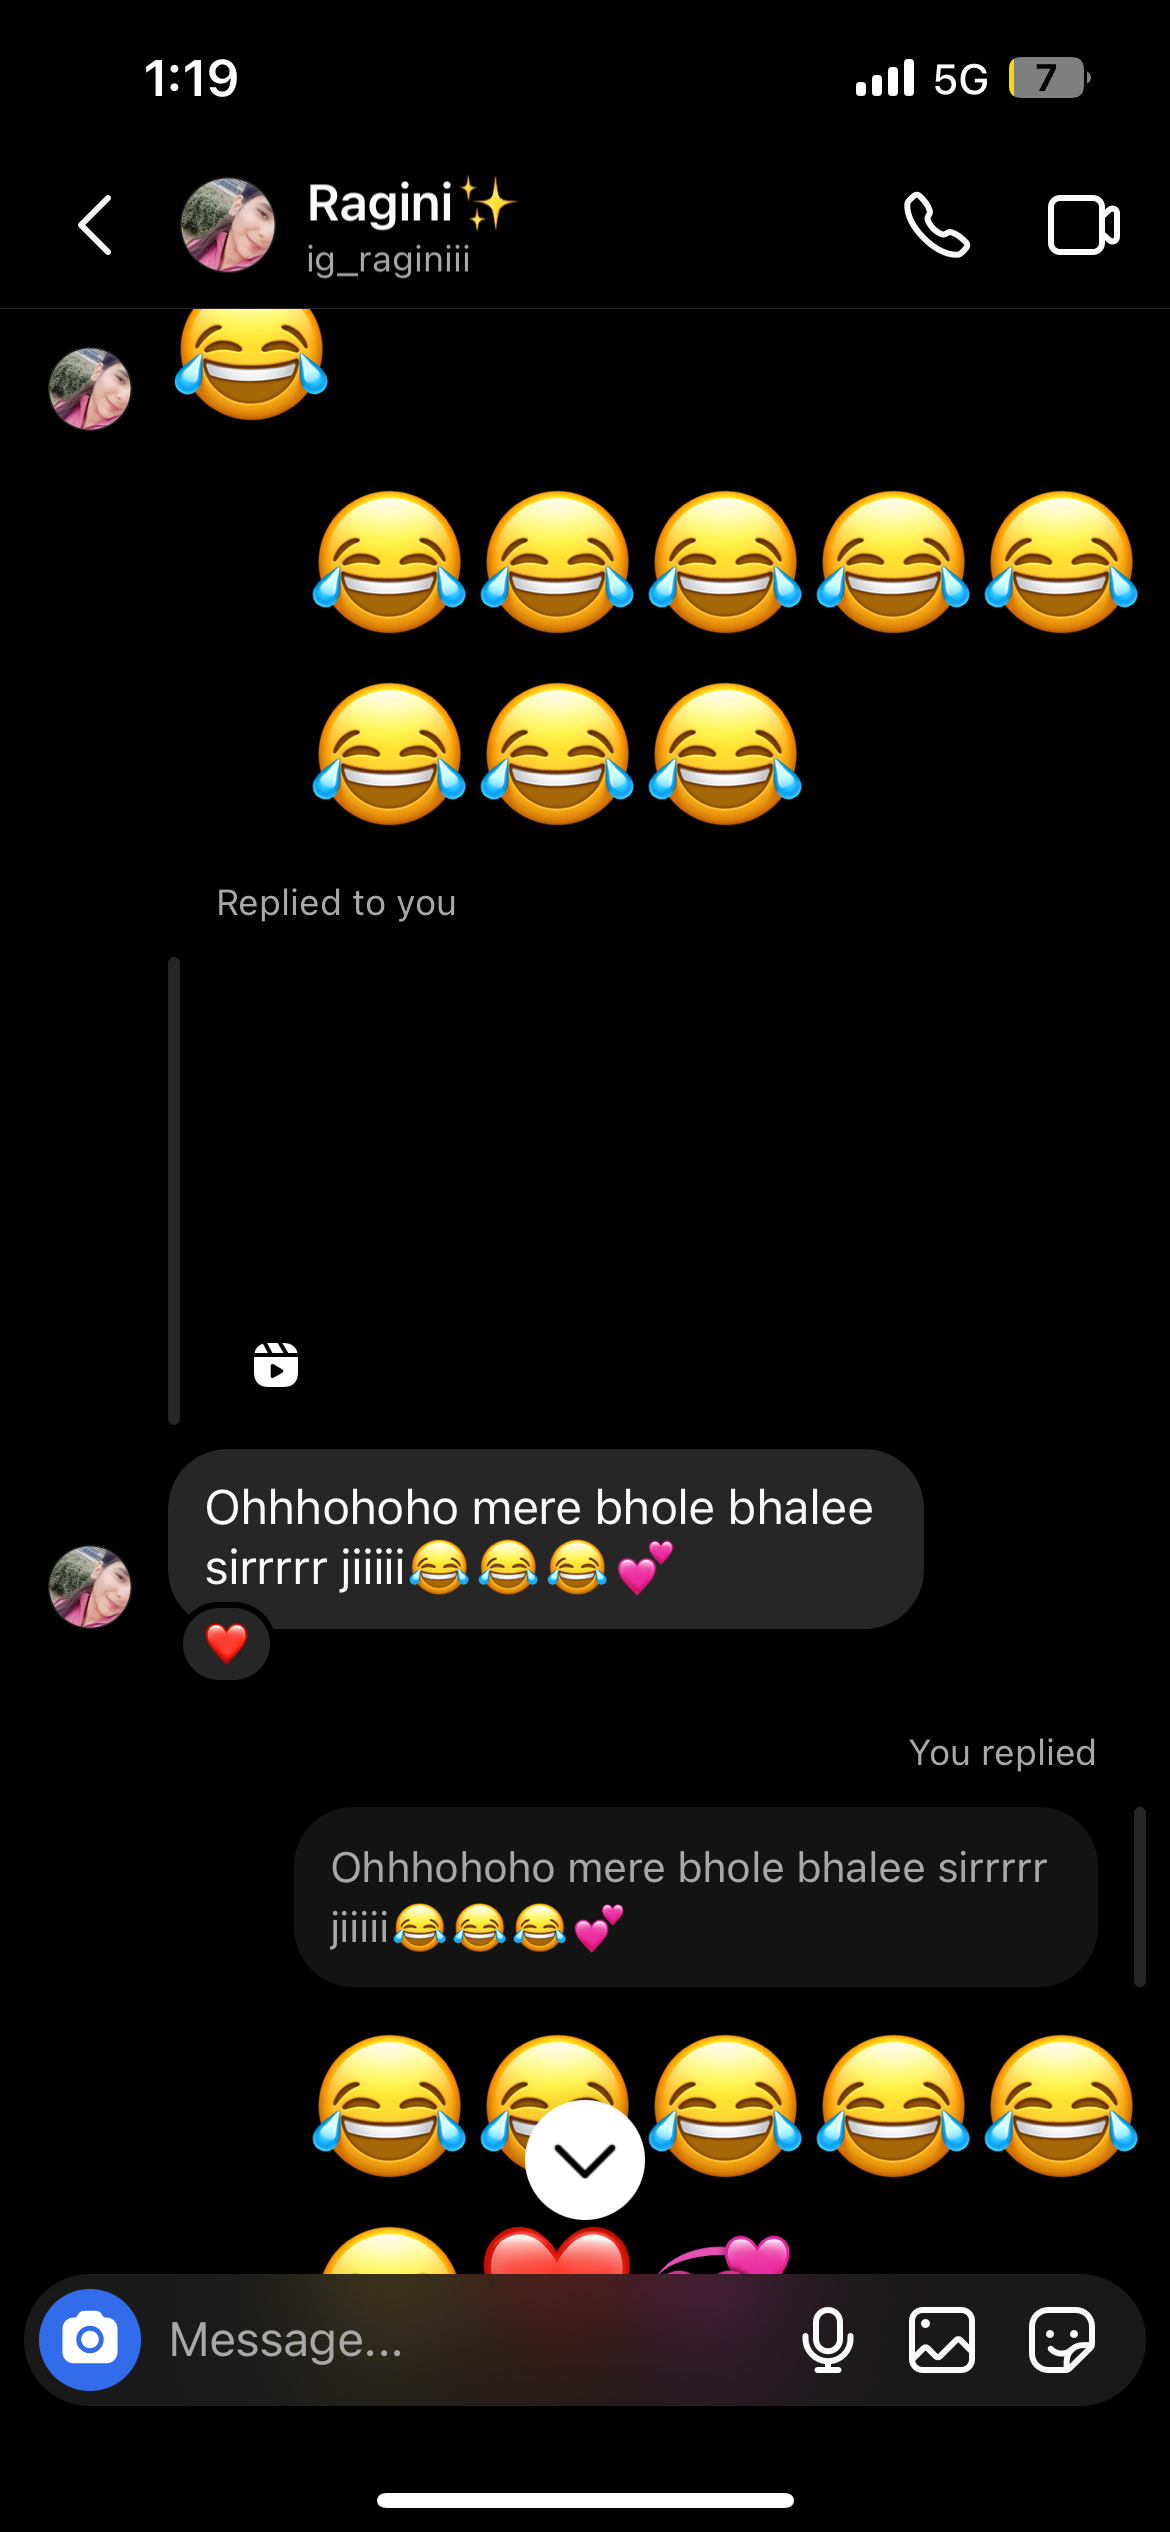 1:19
5G
7
Ragini✨
ig_raginiii
😂
😂😂😂😂😂
😂😂😂
Replied to you
Ohhhohoho mere bhole bhalee
sirrrrr jiiiii😂😂😂💕
❤️
You replied
Ohhhohoho mere bhole bhalee sirrrrr
jiiiii😂😂😂💕
😂😂😂😂😂
Message...